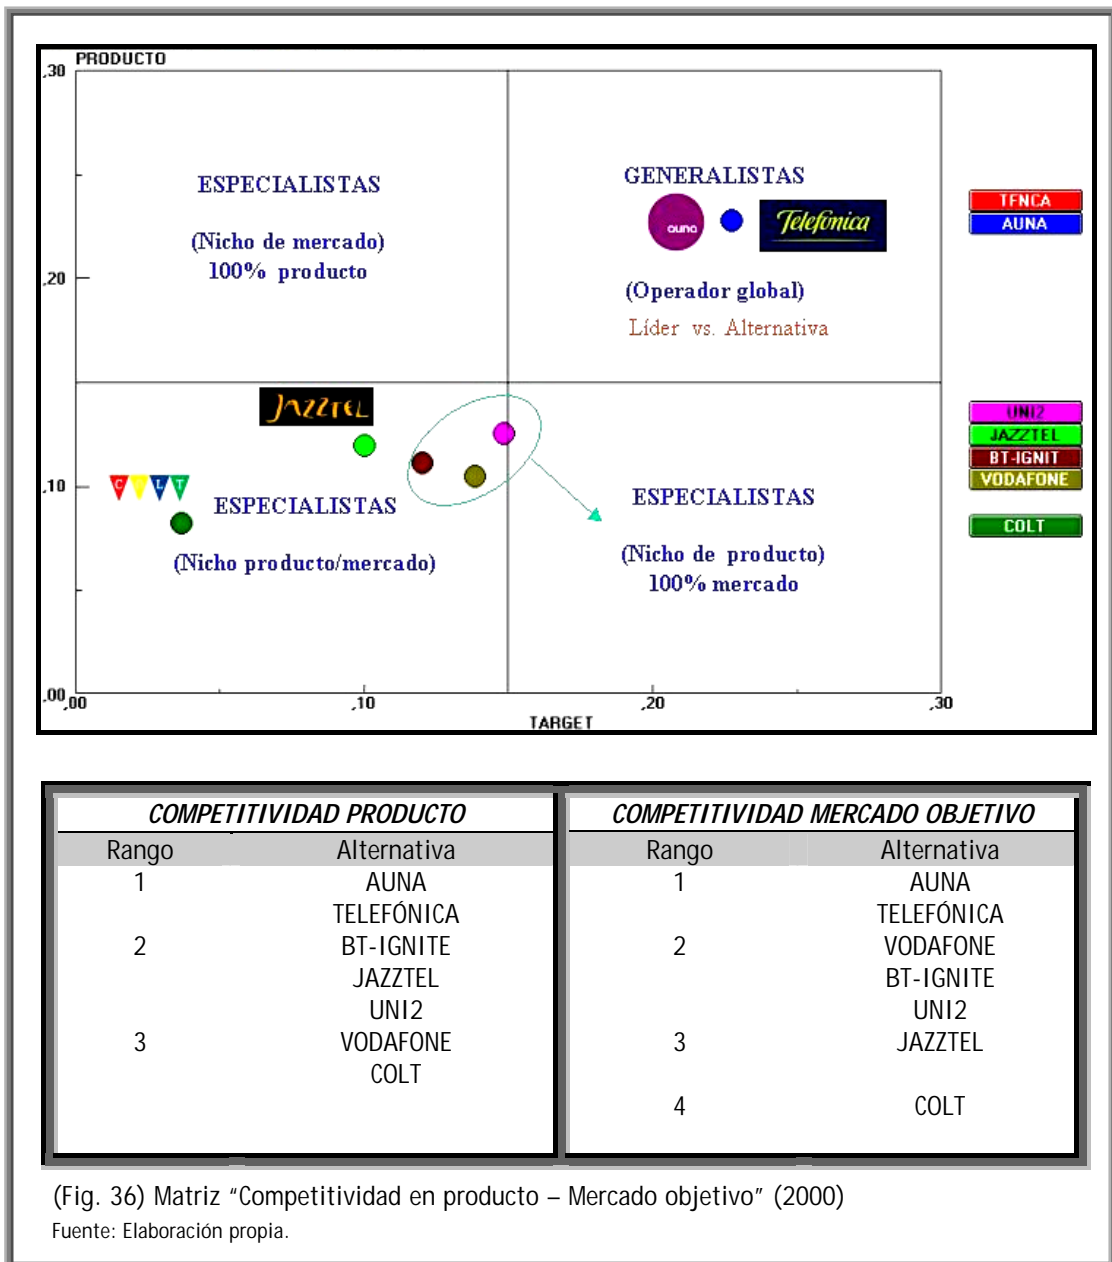 PRODUCTO
,30
ESPECIALISTAS
(Nicho de mercado)
100% producto
GENERALISTAS
auna
Telefónica
(Operador global)
Líder vs. Alternativa
TFNCA
AUNA
,20
JAZZTEL
UNI2
JAZZTEL
BT-IGNIT
VODAFONE
COLT
,10
C L T
ESPECIALISTAS
(Nicho producto/mercado)
ESPECIALISTAS
(Nicho de producto)
100% mercado
,00
,00 ,10 ,20 ,30
TARGET
COMPETITIVIDAD PRODUCTO
Rango Alternativa
1 AUNA
TELEFÓNICA
2 BT-IGNITE
JAZZTEL
UNI2
3 VODAFONE
COLT
COMPETITIVIDAD MERCADO OBJETIVO
Rango Alternativa
1 AUNA
TELEFÓNICA
2 VODAFONE
BT-IGNITE
UNI2
3 JAZZTEL
4 COLT
(Fig. 36) Matriz “Competitividad en producto – Mercado objetivo” (2000)
Fuente: Elaboración propia.